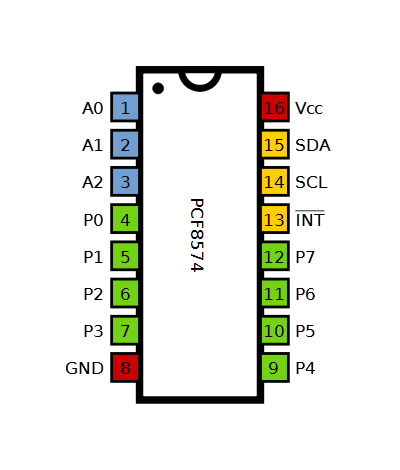 A0 1 16 Vcc
A1 2 15 SDA
A2 3 14 SCL
P0 4 13 INT
P1 5 12 P7
P2 6 11 P6
P3 7 10 P5
GND 8 9 P4
PCF8574